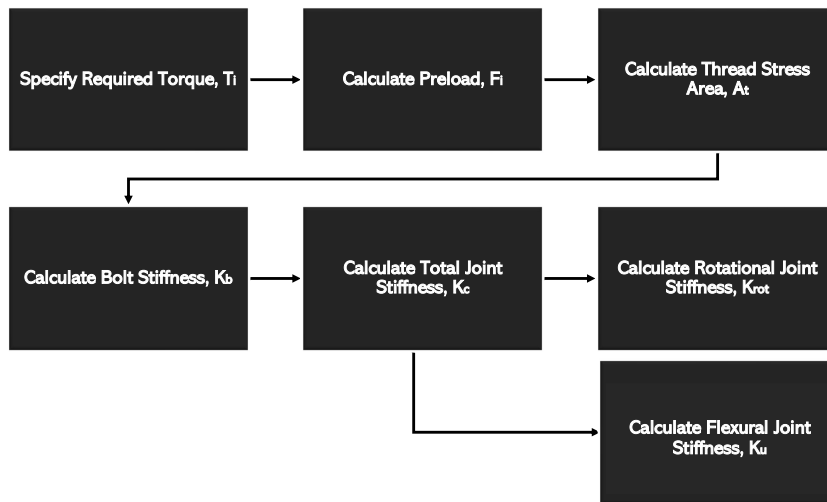 Specify Required Torque, Ti
Calculate Preload, Fi
Calculate Thread Stress
Area, At
Calculate Bolt Stiffness, Kb
Calculate Total Joint
Stiffness, Kc
Calculate Rotational Joint
Stiffness, Krot
Calculate Flexural Joint
Stiffness, Ku